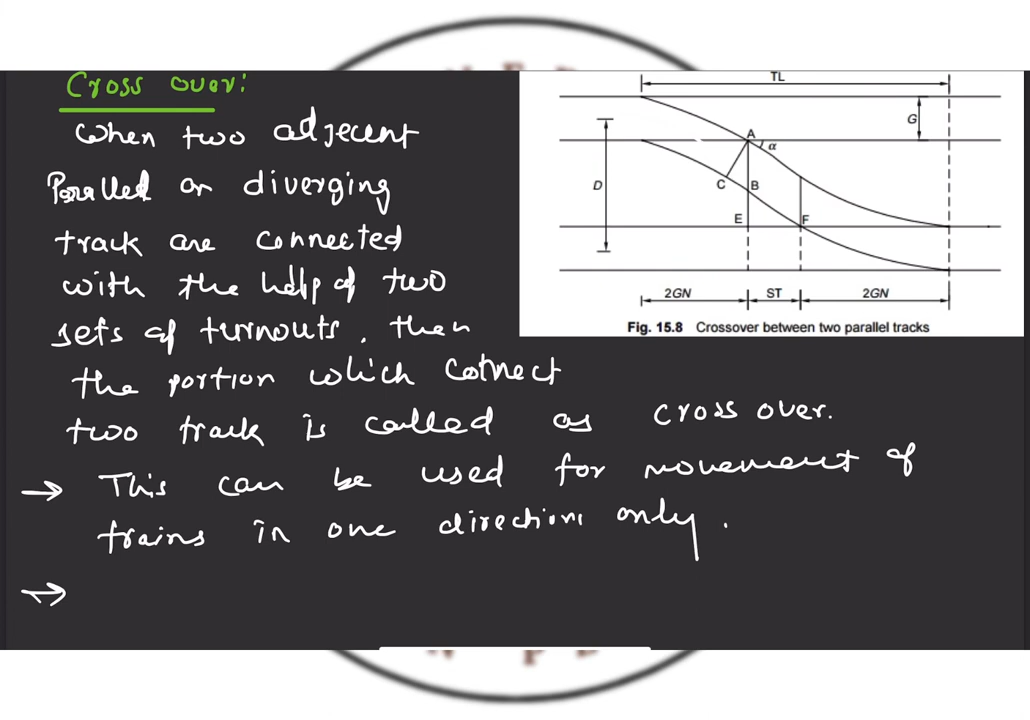 Cross over:
When two adjecent
Parallel or diverging
track are connected
with the help of two
sets of turnouts. then
the portion which connect
two track is called as cross over.
→ This can be used for movement of
trains in one direction only.
→
TL
G
A
α
D
C
B
E
F
2GN ST 2GN
Fig. 15.8 Crossover between two parallel tracks